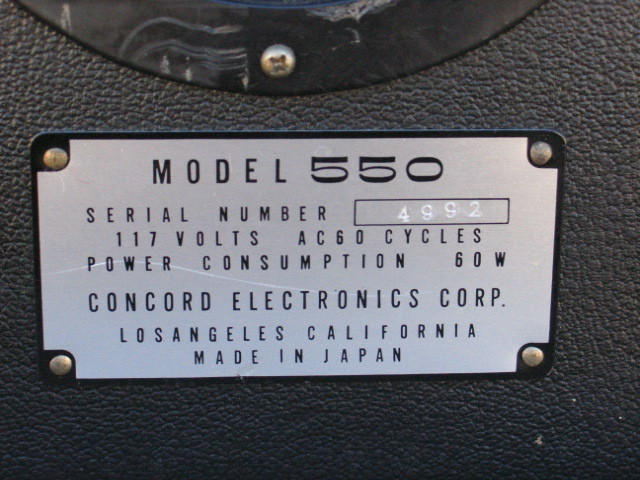 MODEL 550
SERIAL NUMBER 4992
117 VOLTS AC60 CYCLES
POWER CONSUMPTION 60W
CONCORD ELECTRONICS CORP.
LOSANGELES CALIFORNIA
MADE IN JAPAN